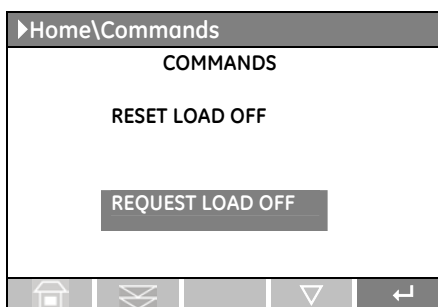 Home\Commands
COMMANDS
RESET LOAD OFF
REQUEST LOAD OFF